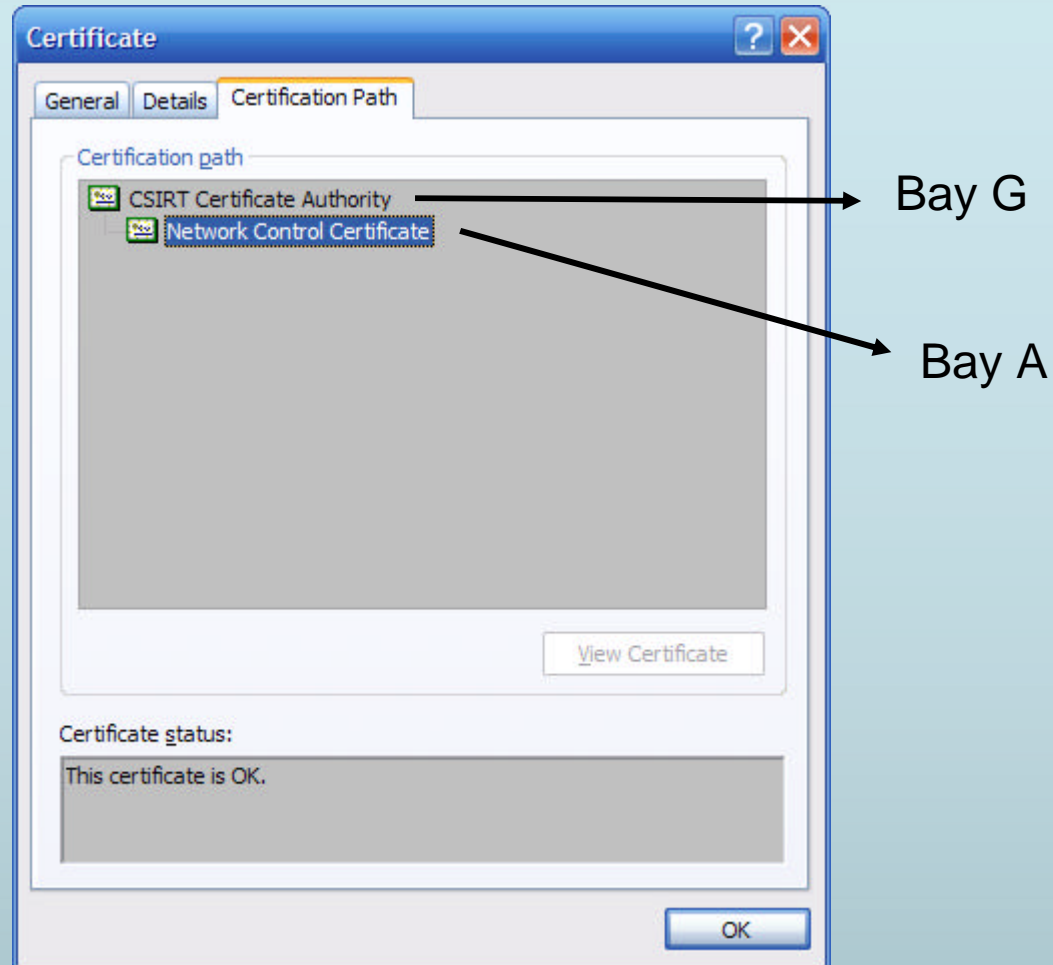 Certificate
?
General Details Certification Path
Certification path
CSIRT Certificate Authority
Bay G
Network Control Certificate
Bay A
View Certificate
Certificate status:
This certificate is OK.
OK